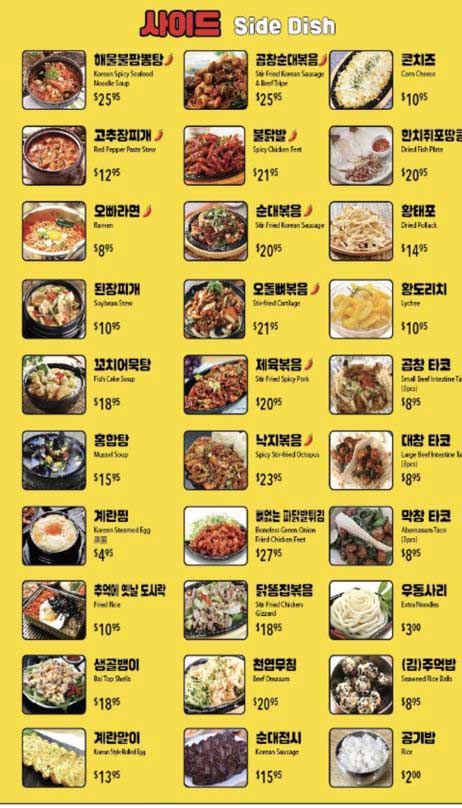 사이드 Side Dish
해물불짬뽕탕
Korean Spicy Seafood
Noodle Soup
$25.95
고추장찌개
Red Pepper Paste Stew
$12.95
오빠라면
Ramen
$8.95
된장찌개
Soybean Stew
$10.95
꼬치어묵탕
Fish Cake Soup
$18.95
홍합탕
Mussel Soup
$15.95
계란찜
Korean Steamed Egg
蒸蛋
$4.95
추억에 옛날 도시락
Fried Rice
$10.95
생골뱅이
Bai Top Shells
$18.95
계란말이
Korean Style Rolled Egg
$13.95
곱창순대볶음
Stir Fried Korean Sausage
& Beef Tripe
$25.95
불닭발
Spicy Chicken Feet
$21.95
순대볶음
Stir Fried Korean Sausage
$20.95
오돌뼈볶음
Stir-fried Cartilage
$21.95
제육볶음
Stir Fried Spicy Pork
$20.95
낙지볶음
Spicy Stir-fried Octopus
$23.95
뼈없는 파닭발튀김
Boneless Green Onion
Fried Chicken Feet
$27.95
닭똥집볶음
Stir Fried Chicken
Gizzard
$18.95
천엽무침
Beef Omasum
$20.95
순대접시
Korean Sausage
$15.95
콘치즈
Corn Cheese
$10.95
한치쥐포땅콩
Dried Fish Plate
$20.95
황태포
Dried Pollack
$14.95
황도리치
Lychee
$10.95
곱창 타코
Small Beef Intestine Ta
(3pcs)
$8.95
대창 타코
Large Beef Intestine Ta
(3pcs)
$8.95
막창 타코
Abomasum Taco
(3pcs)
$8.95
우동사리
Extra Noodles
$3.00
(김)주먹밥
Seaweed Rice Balls
$8.95
공기밥
Rice
$2.00